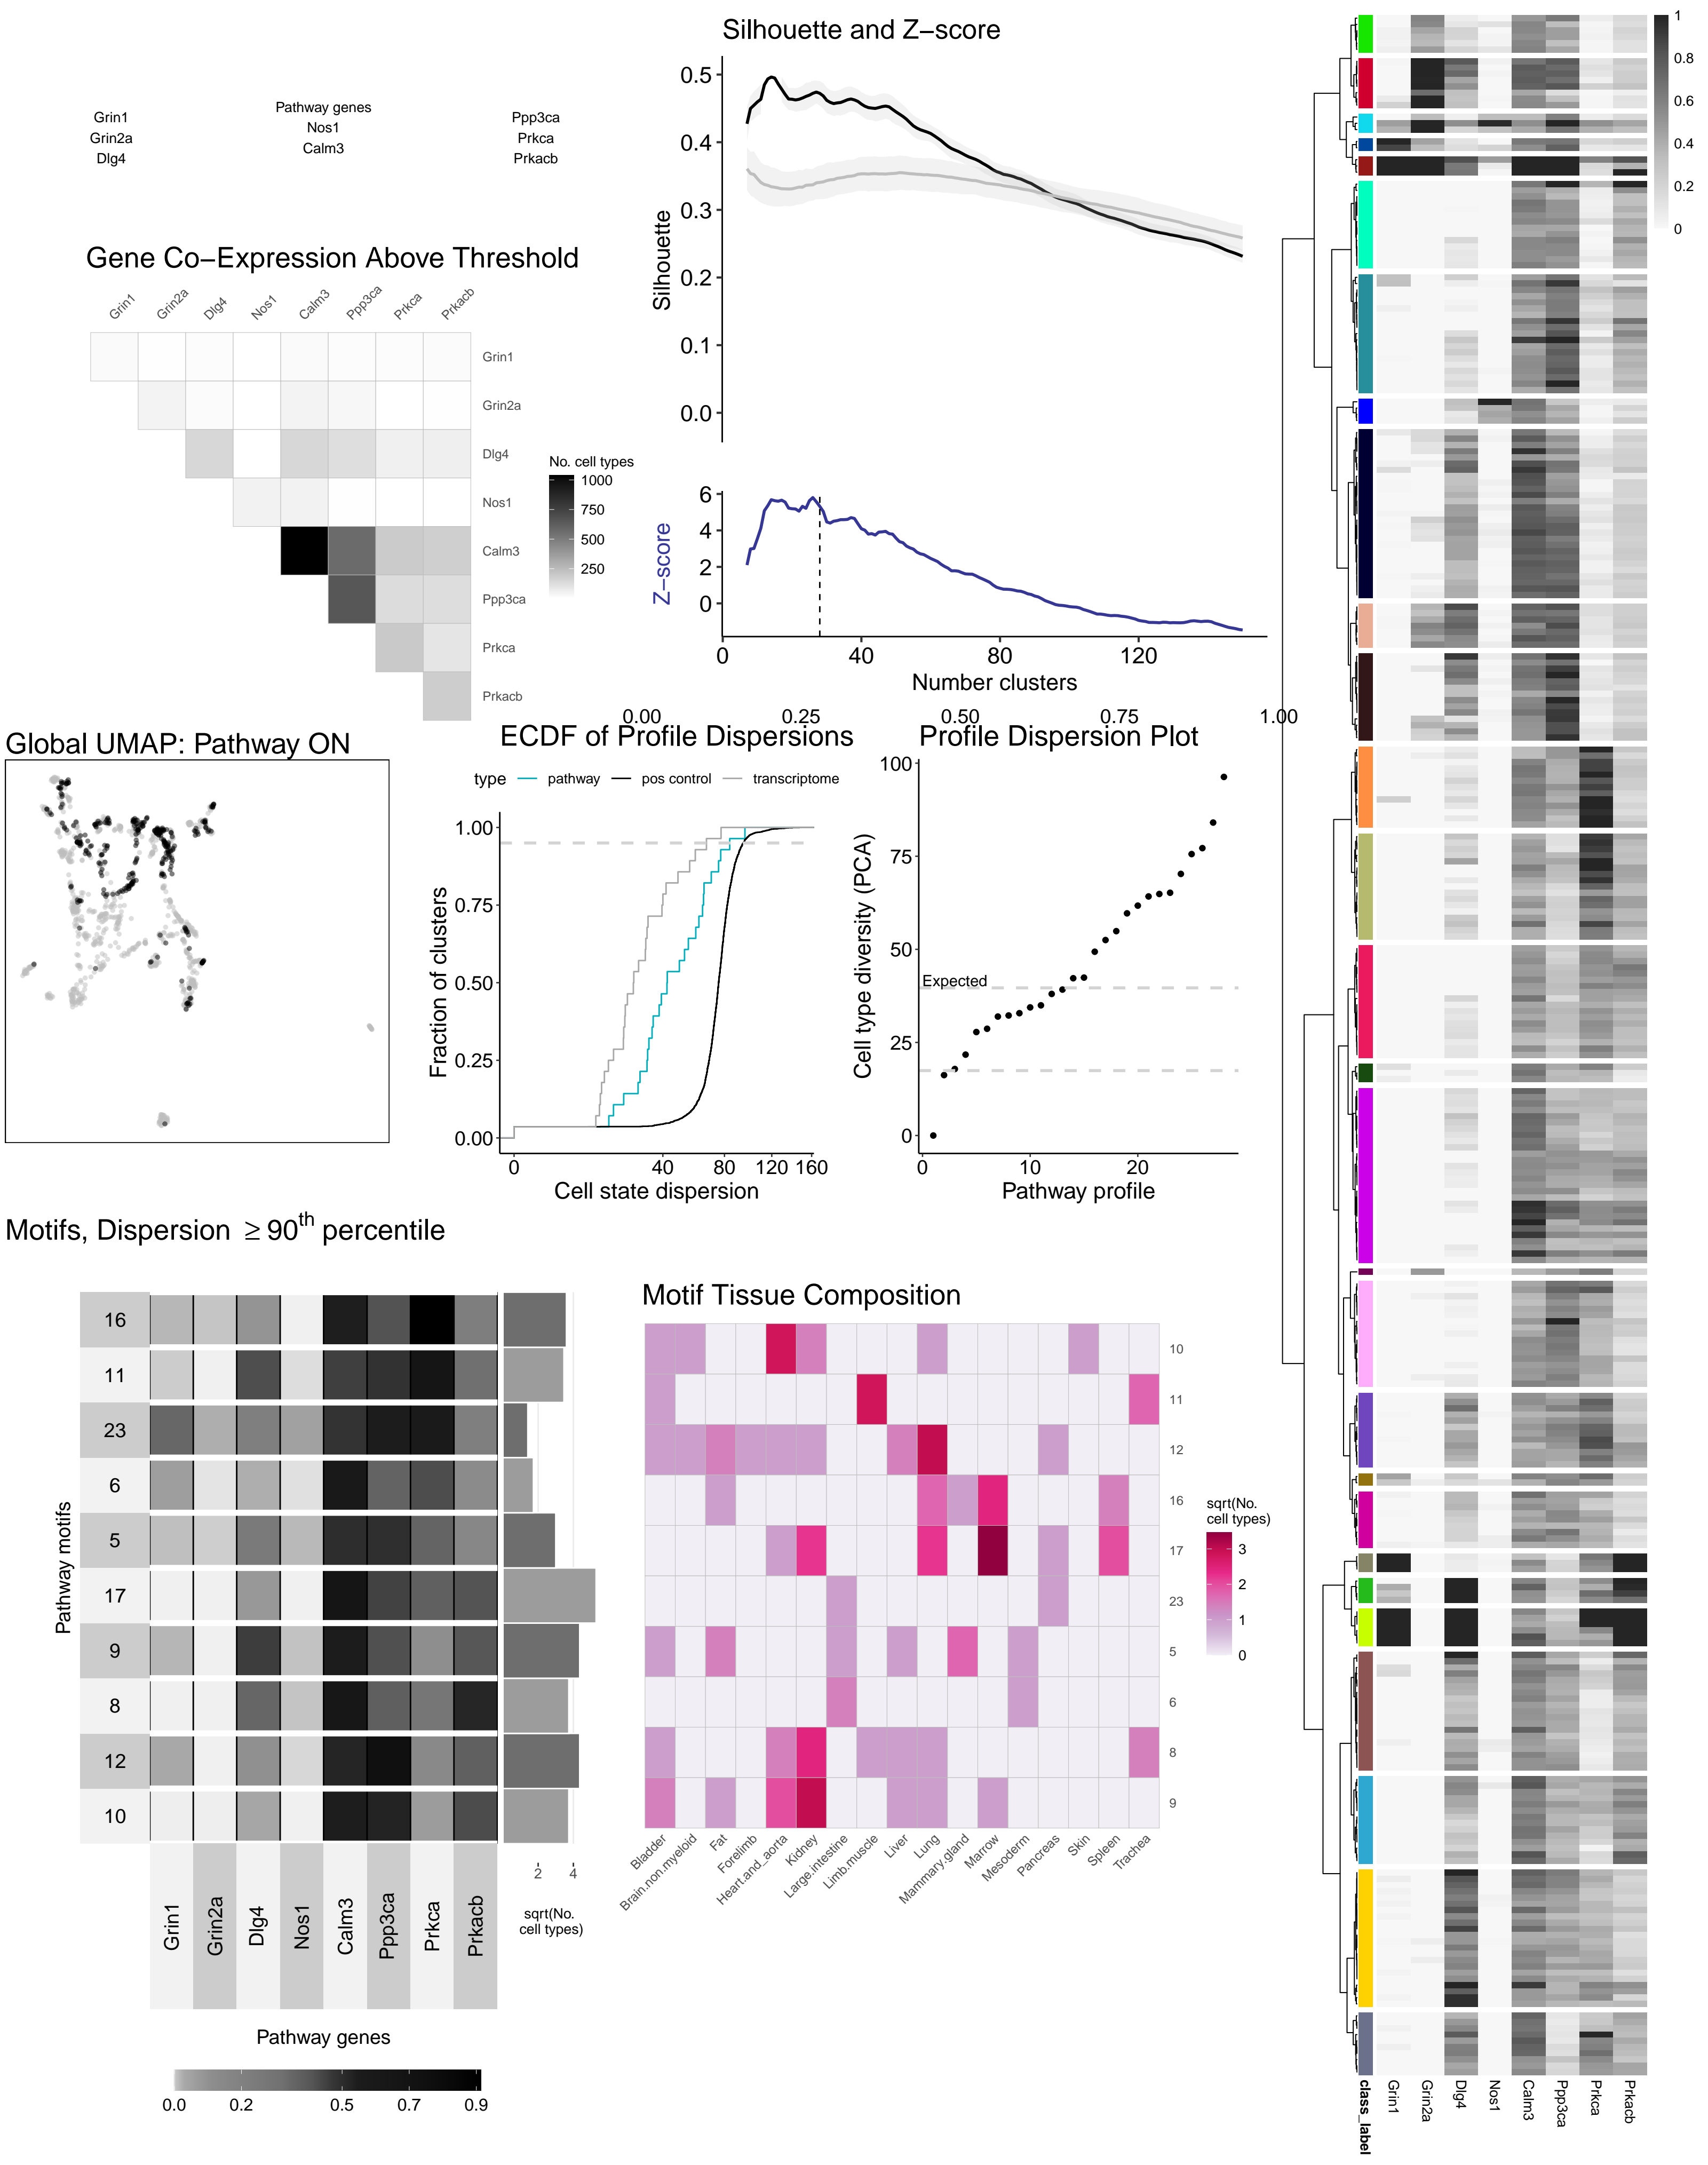 Pathway genes
Grin1
Grin2a
Dlg4
Nos1
Calm3
Ppp3ca
Prkca
Prkacb
Gene Co−Expression Above Threshold
Grin1 Grin2a Dlg4 Nos1 Calm3 Ppp3ca Prkca Prkacb
Grin1
Grin2a
Dlg4
Nos1
Calm3
Ppp3ca
Prkca
Prkacb
No. cell types
1000
750
500
250
Silhouette and Z−score
Silhouette
0.5
0.4
0.3
0.2
0.1
0.0
Z−score
6
4
2
0
0 40 80 120
Number clusters
0.00 0.25 0.50 0.75 1.00
Global UMAP: Pathway ON
ECDF of Profile Dispersions
type pathway pos control transcriptome
Fraction of clusters
1.00
0.75
0.50
0.25
0.00
0 40 80 120 160
Cell state dispersion
Profile Dispersion Plot
Cell type diversity (PCA)
100
75
50
25
0
Expected
0 10 20
Pathway profile
Motifs, Dispersion ≥ 90th percentile
Pathway motifs
16
11
23
6
5
17
9
8
12
10
2 4
sqrt(No.
cell types)
Grin1 Grin2a Dlg4 Nos1 Calm3 Ppp3ca Prkca Prkacb
Pathway genes
0.0 0.2 0.5 0.7 0.9
Motif Tissue Composition
10
11
12
16
17
23
5
6
8
9
Bladder Brain.non.myeloid Fat Forelimb Heart.and_aorta Kidney Large.intestine Limb.muscle Liver Lung Mammary.gland Marrow Mesoderm Pancreas Skin Spleen Trachea
sqrt(No.
cell types)
3
2
1
0
1
0.8
0.6
0.4
0.2
0
class_label Grin1 Grin2a Dlg4 Nos1 Calm3 Ppp3ca Prkca Prkacb